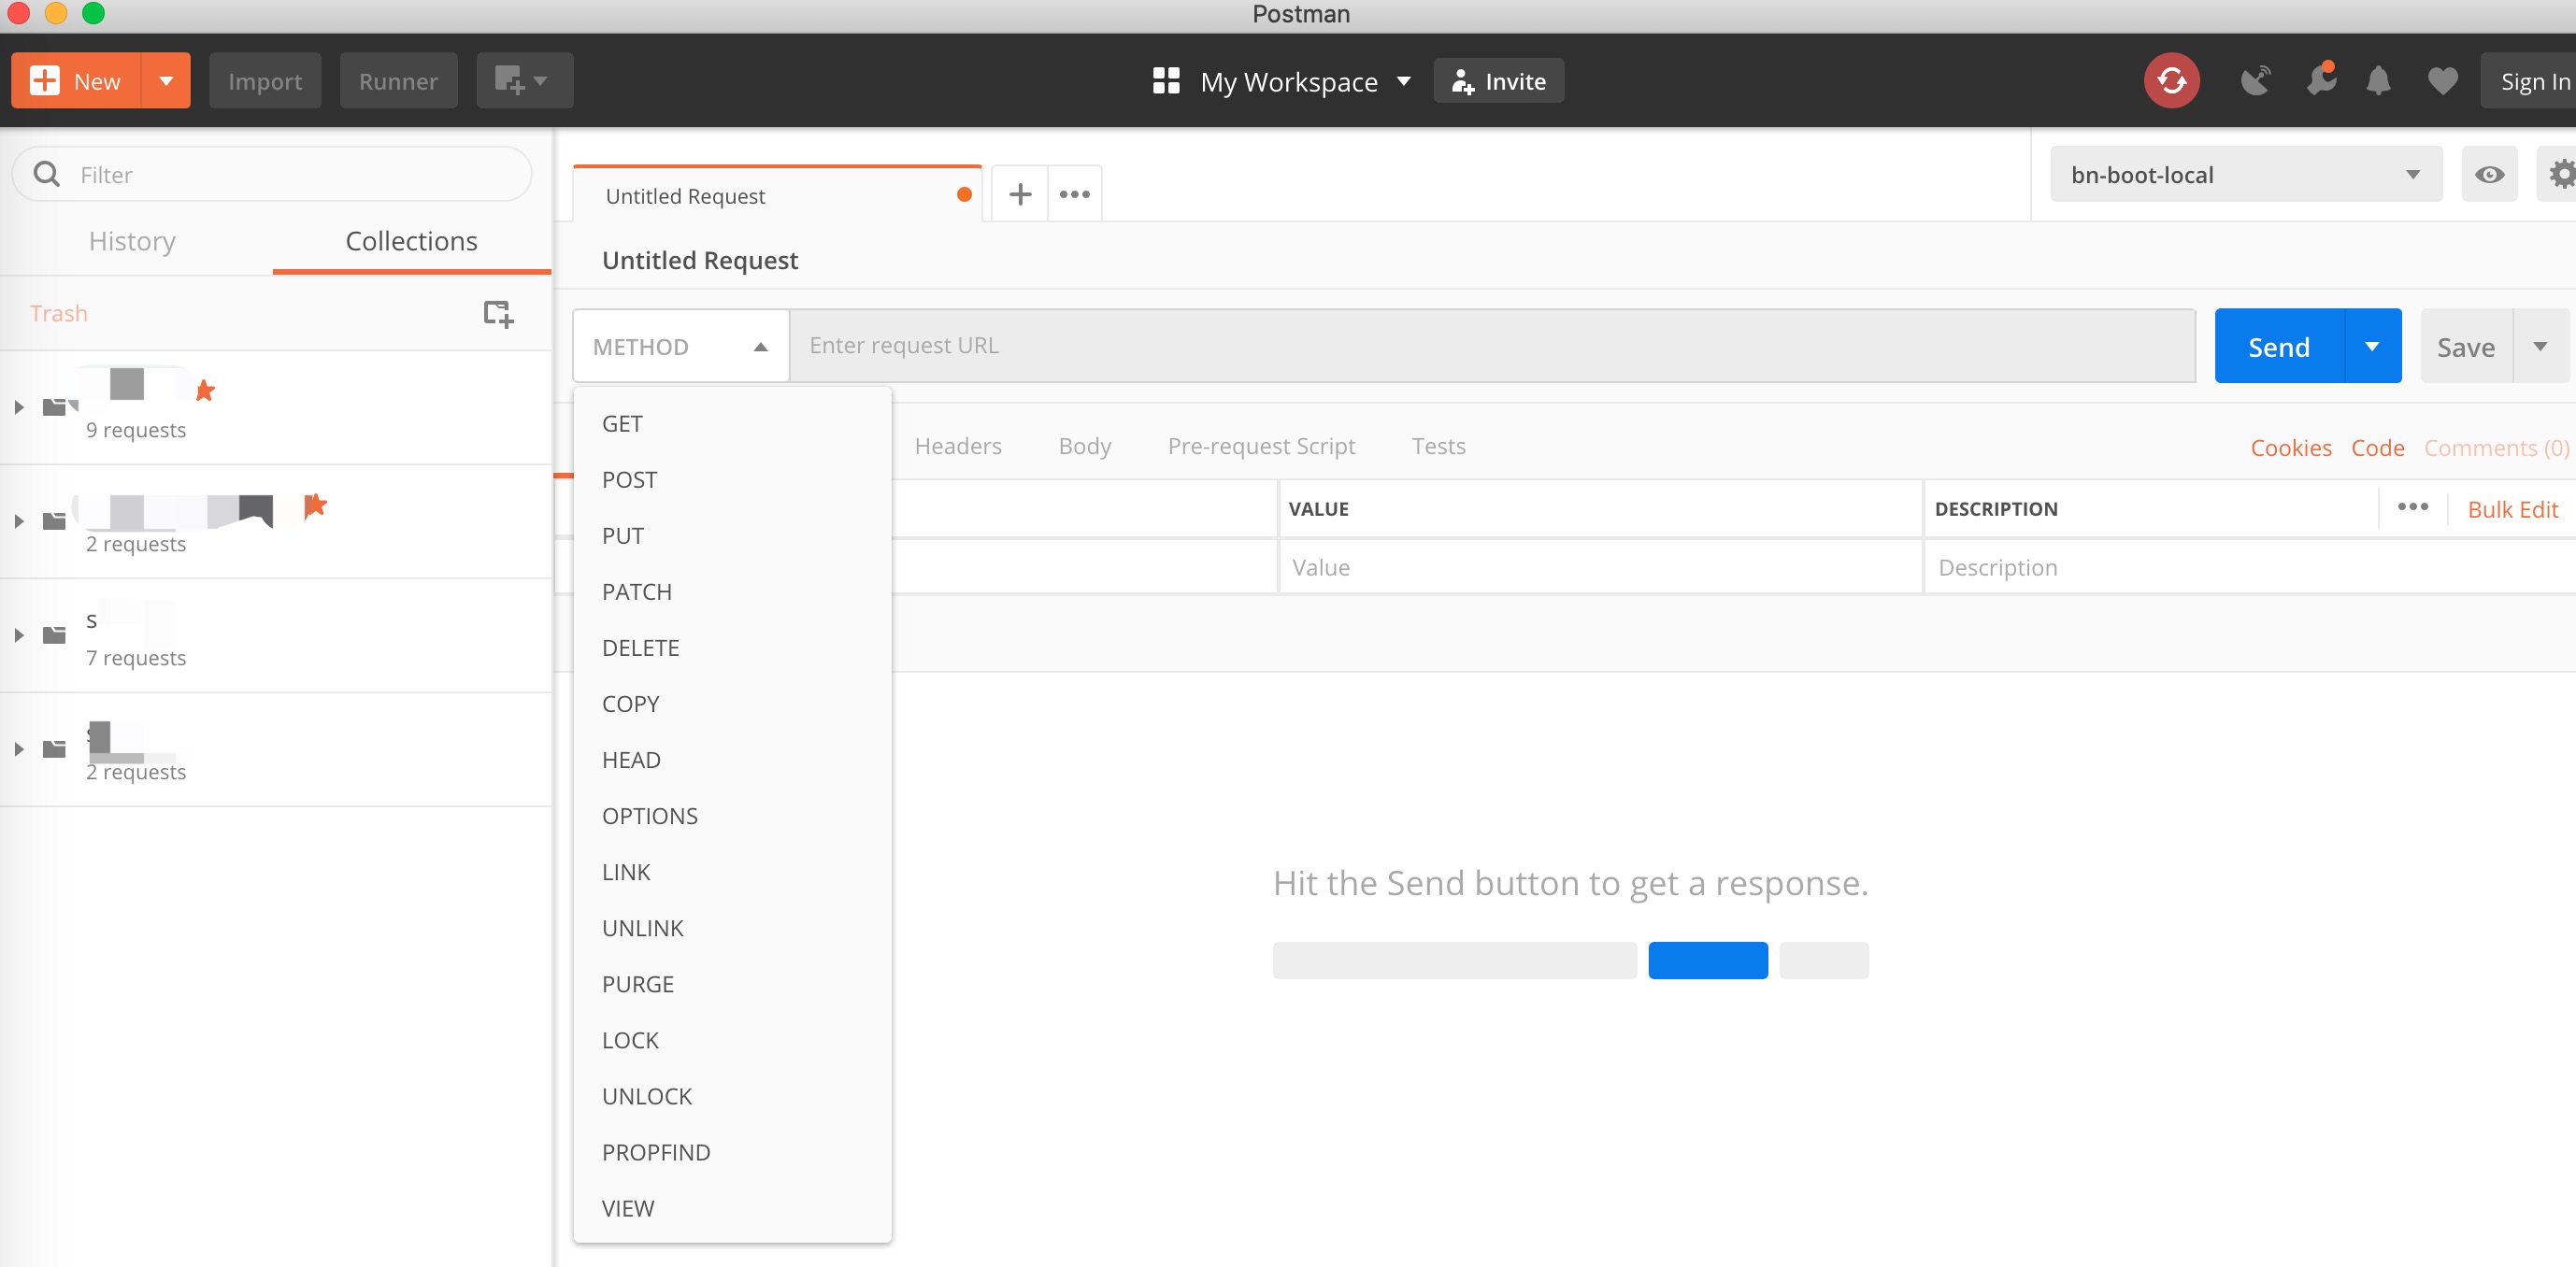 Postman
New
Import
Runner
My Workspace
Invite
Sign In
Filter
History
Collections
Trash
9 requests
2 requests
s
7 requests
2 requests
Untitled Request
bn-boot-local
Untitled Request
METHOD
Enter request URL
Send
Save
GET
POST
PUT
PATCH
DELETE
COPY
HEAD
OPTIONS
LINK
UNLINK
PURGE
LOCK
UNLOCK
PROPFIND
VIEW
Headers Body Pre-request Script Tests
Cookies Code Comments (0)
VALUE DESCRIPTION Bulk Edit
Value Description
Hit the Send button to get a response.